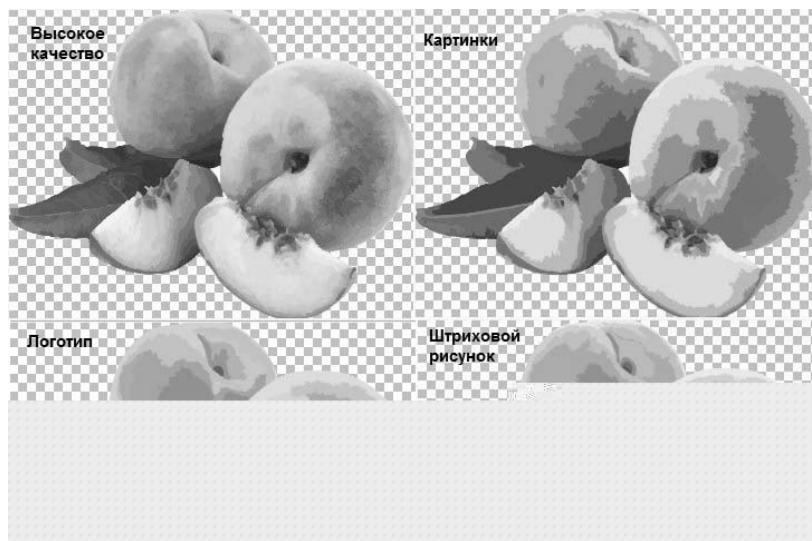 Высокое
качество
Картинки
Логотип
Штриховой
рисунок